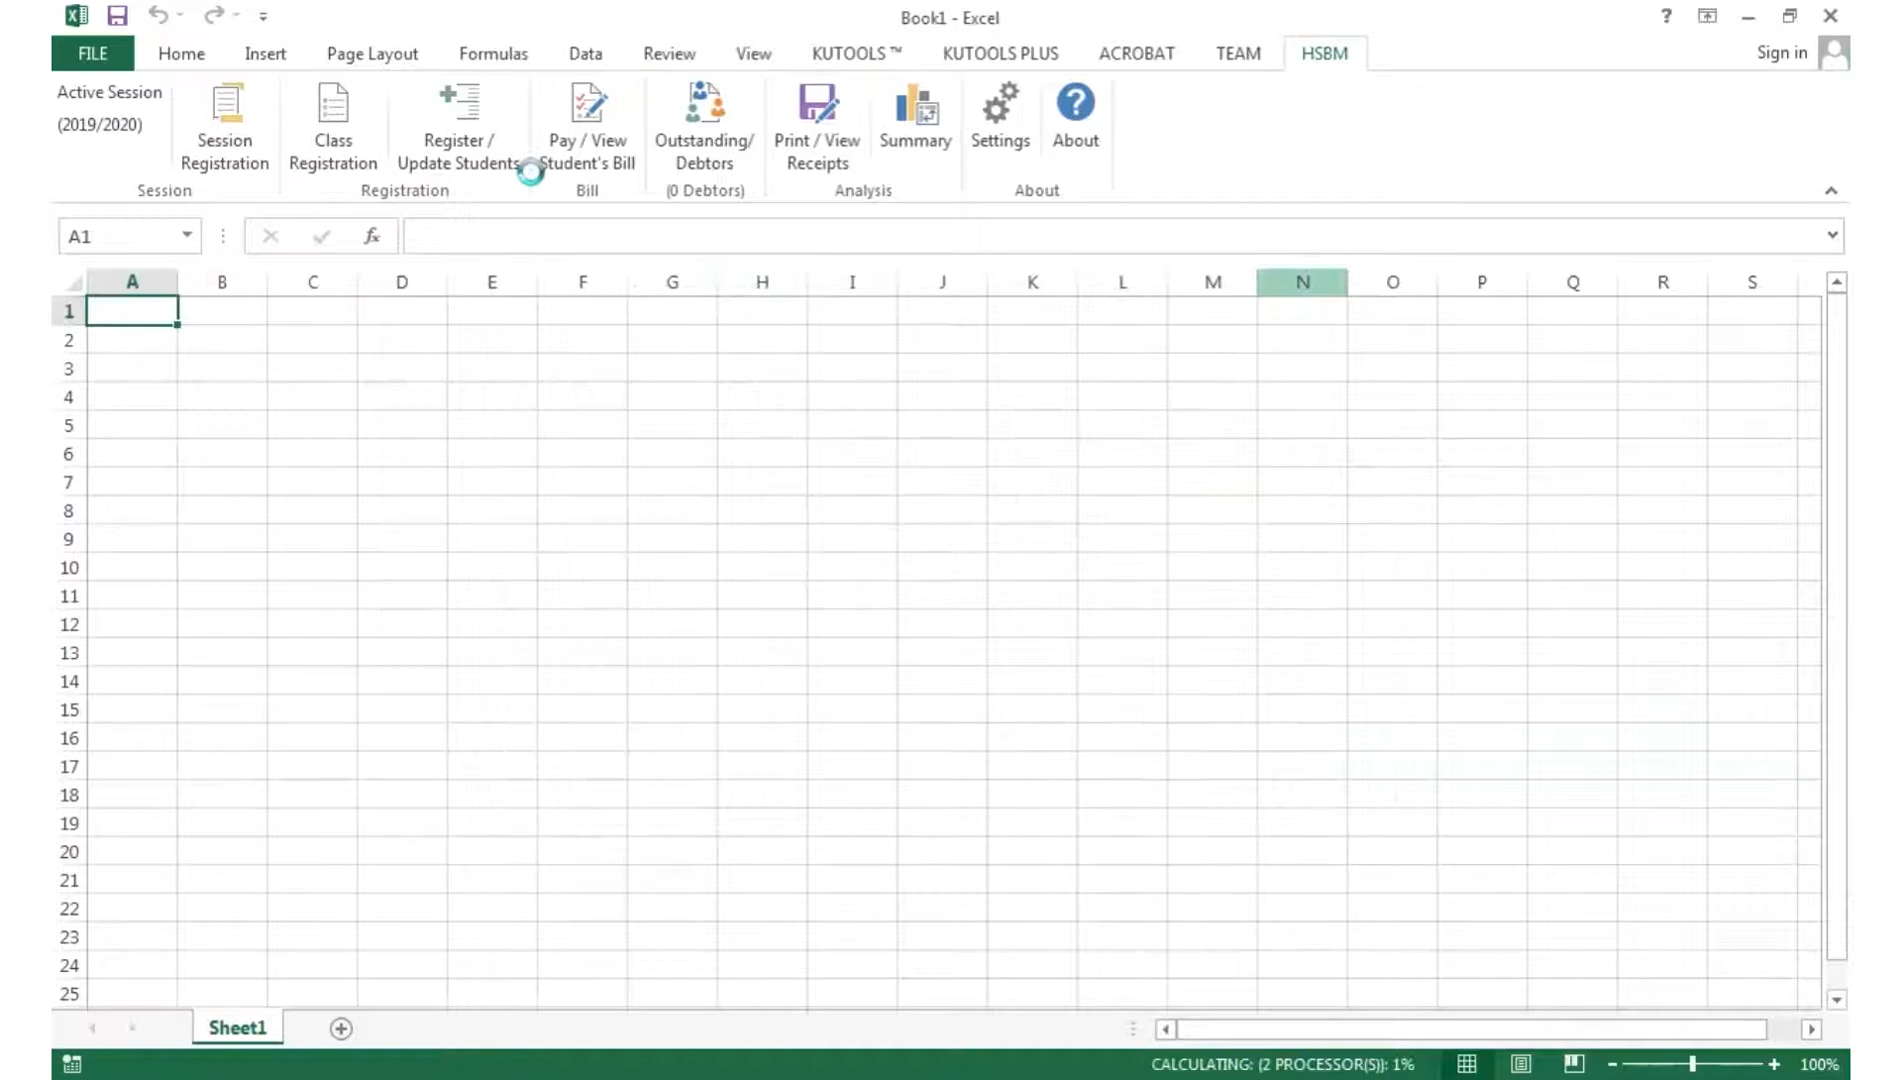 Book1 - Excel
?
FILE Home Insert Page Layout Formulas Data Review View KUTOOLS ™ KUTOOLS PLUS ACROBAT TEAM HSBM Sign in
Active Session
(2019/2020)
Session
Registration
Class
Registration
Register /
Update Students
Pay / View
Student's Bill
Outstanding/
Debtors
Print / View
Receipts
Summary
Settings
About
Session Registration Bill (0 Debtors) Analysis About
A1 fx
A B C D E F G H I J K L M N O P Q R S
1
2
3
4
5
6
7
8
9
10
11
12
13
14
15
16
17
18
19
20
21
22
23
24
25
Sheet1
CALCULATING: (2 PROCESSOR(S)): 1% 100%